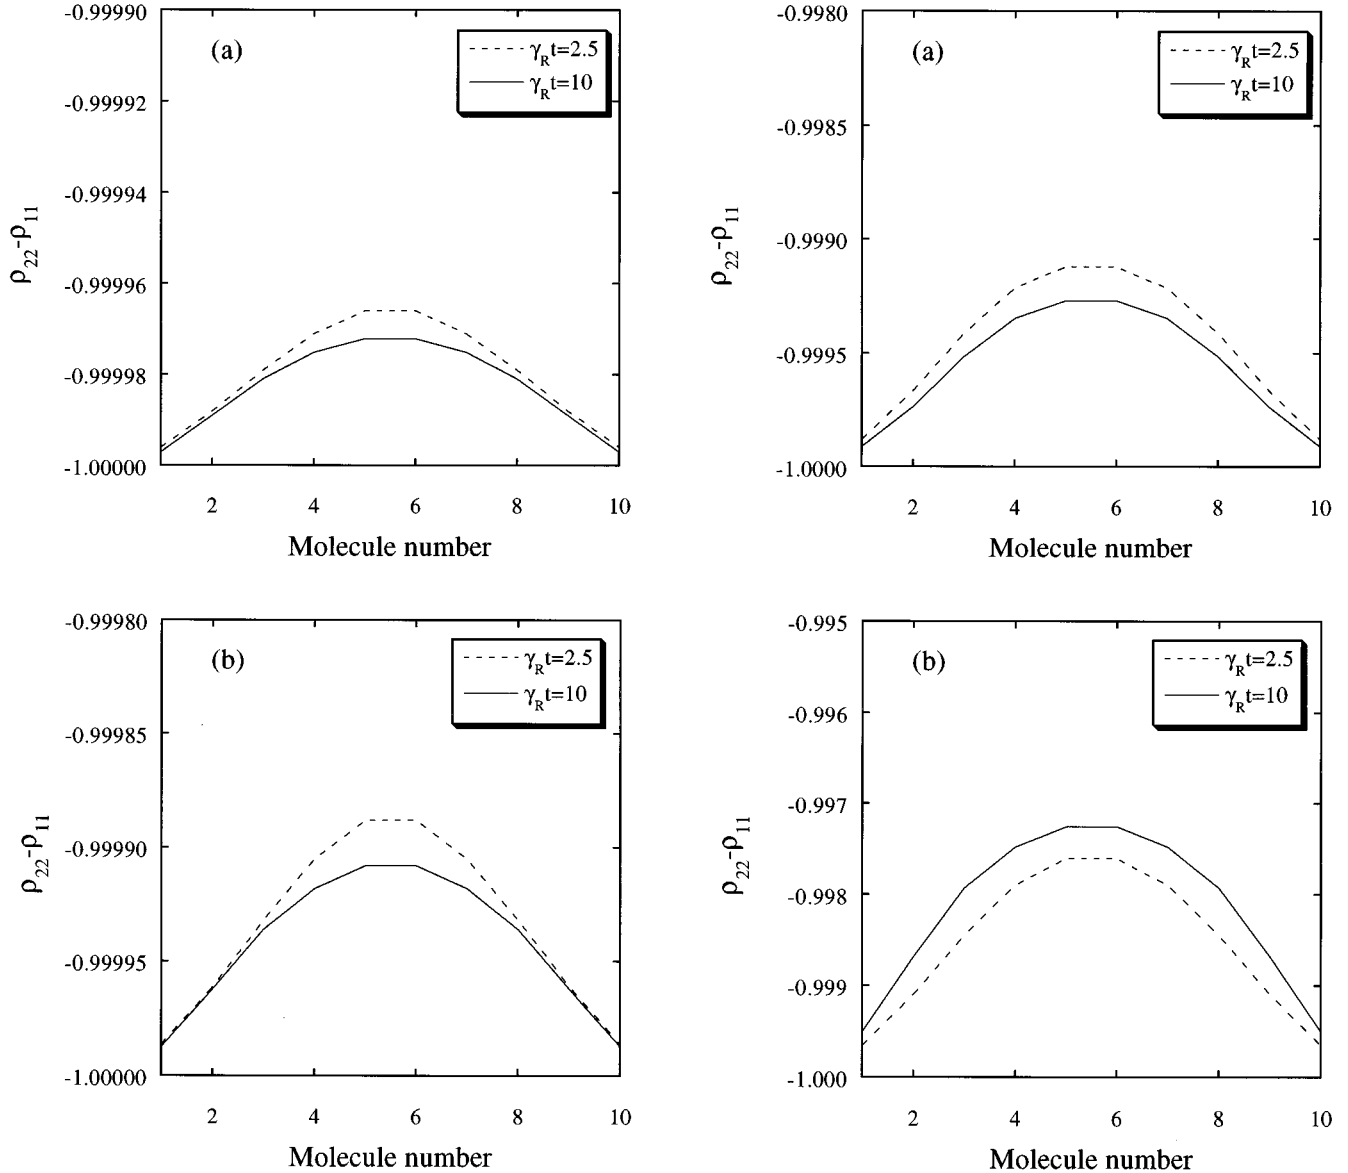 -0.99990
-0.99992
-0.99994
-0.99996
-0.99998
-1.00000
ρ22-ρ11
(a)
γRt=2.5
γRt=10
2 4 6 8 10
Molecule number
-0.9980
-0.9985
-0.9990
-0.9995
-1.0000
ρ22-ρ11
(a)
γRt=2.5
γRt=10
2 4 6 8 10
Molecule number
-0.99980
-0.99985
-0.99990
-0.99995
-1.00000
ρ22-ρ11
(b)
γRt=2.5
γRt=10
2 4 6 8 10
Molecule number
-0.995
-0.996
-0.997
-0.998
-0.999
-1.000
ρ22-ρ11
(b)
γRt=2.5
γRt=10
2 4 6 8 10
Molecule number